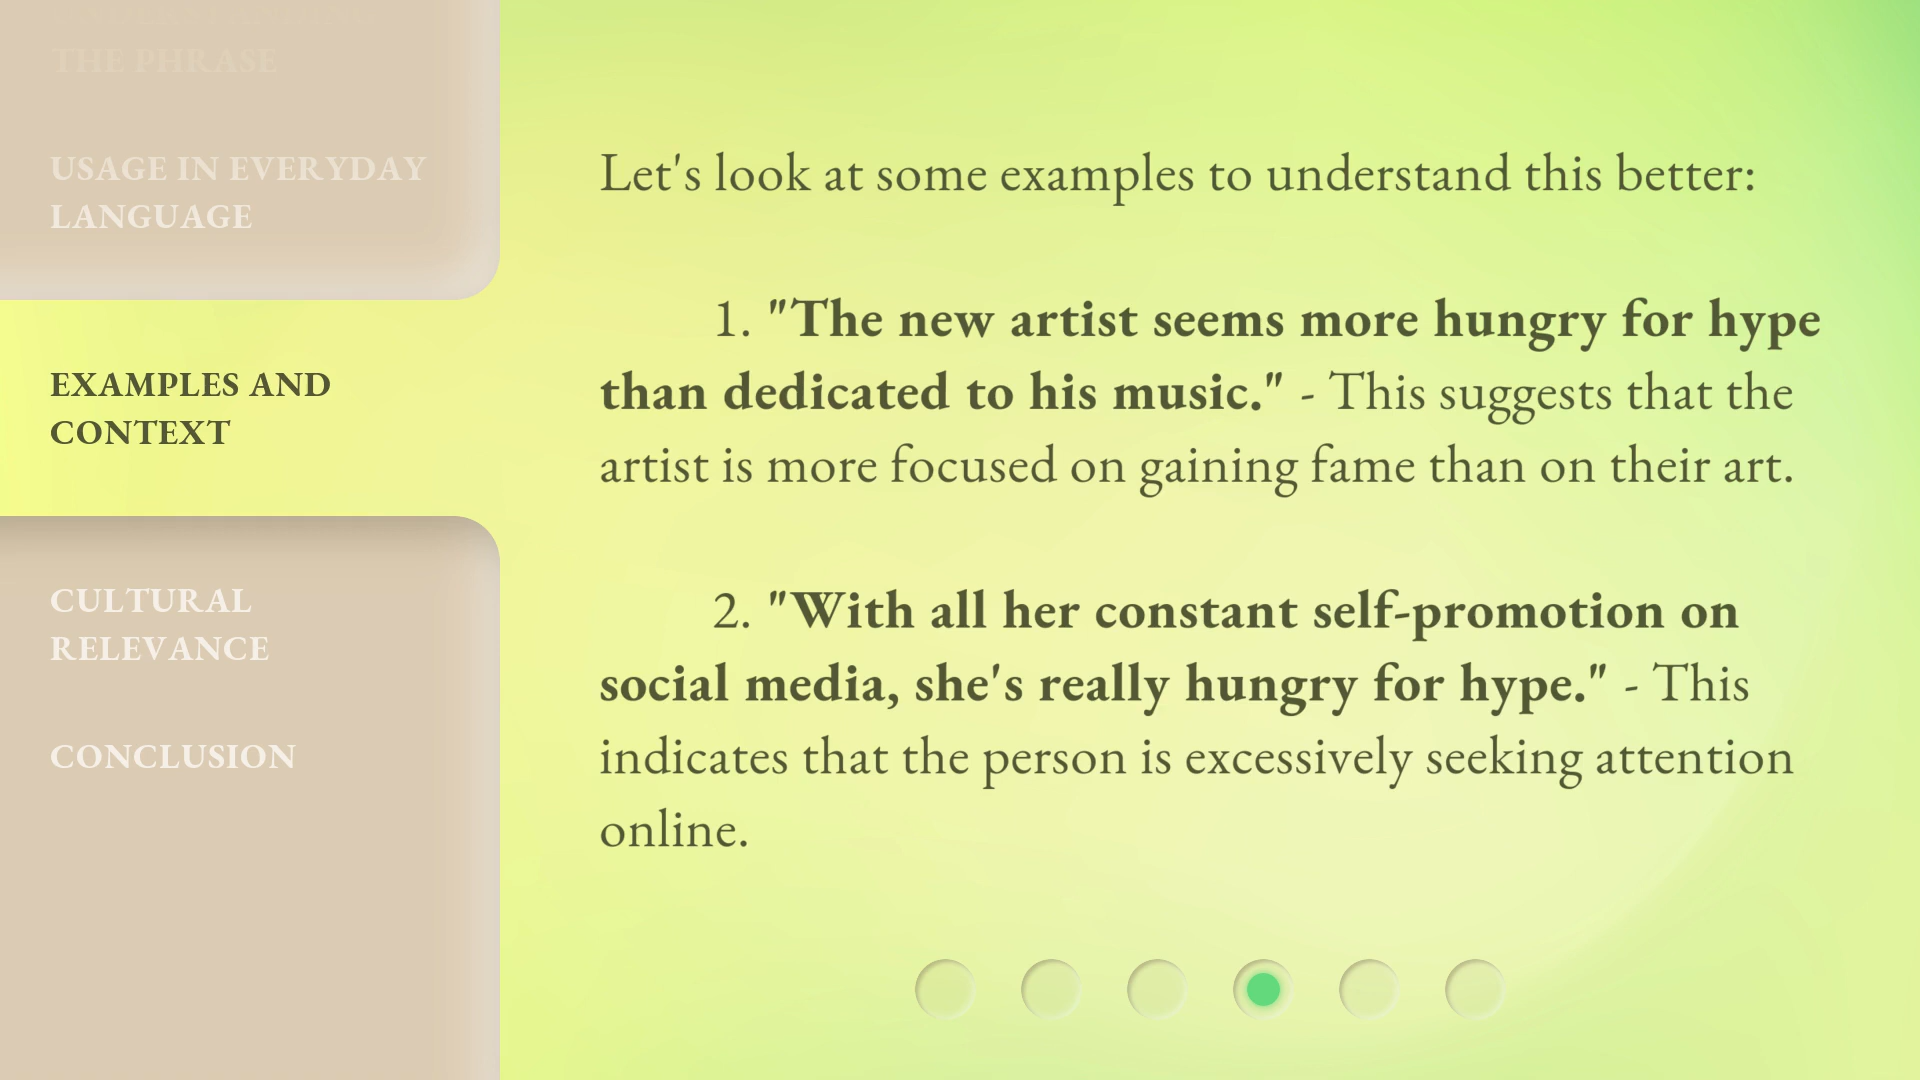 THE PHRASE
USAGE IN EVERYDAY
LANGUAGE
EXAMPLES AND
CONTEXT
CULTURAL
RELEVANCE
CONCLUSION
Let's look at some examples to understand this better:
1. "The new artist seems more hungry for hype
than dedicated to his music." - This suggests that the
artist is more focused on gaining fame than on their art.
2. "With all her constant self-promotion on
social media, she's really hungry for hype." - This
indicates that the person is excessively seeking attention
online.